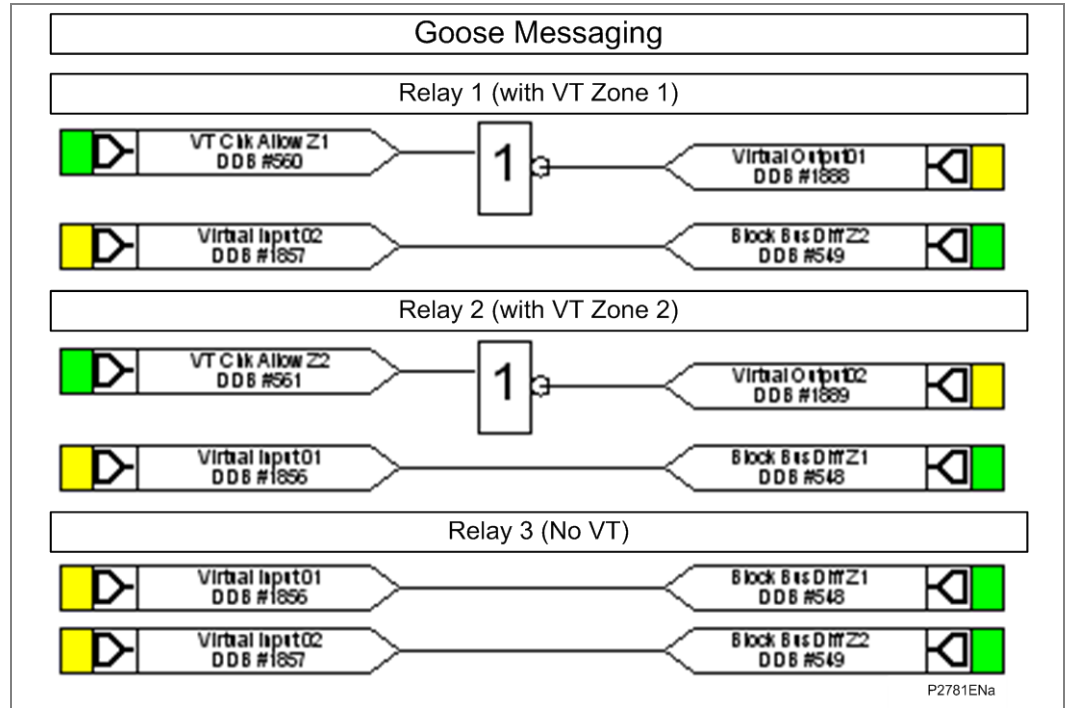 Goose Messaging
Relay 1 (with VT Zone 1)
VT Chk Allow Z1
DDB #560
1
Virtual Output01
DDB #1888
Virtual Input02
DDB #1857
Block Bus Diff Z2
DDB #549
Relay 2 (with VT Zone 2)
VT Chk Allow Z2
DDB #561
1
Virtual Output02
DDB #1889
Virtual Input01
DDB #1856
Block Bus Diff Z1
DDB #548
Relay 3 (No VT)
Virtual Input01
DDB #1856
Block Bus Diff Z1
DDB #548
Virtual Input02
DDB #1857
Block Bus Diff Z2
DDB #549
P2781ENa